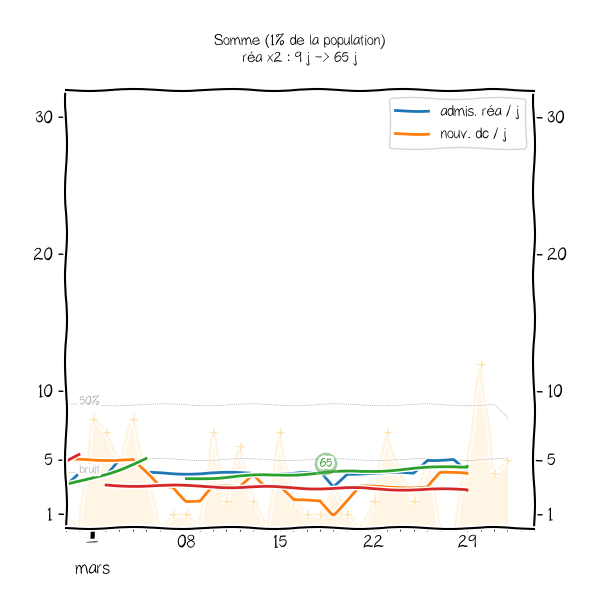 Somme (1% de la population)
réa x2 : 9 j -> 65 j
admis. réa / j
nouv. dc / j
30
30
20
20
10
10
50%
5
5
65
bruit
1
1
1
08
15
22
29
mars